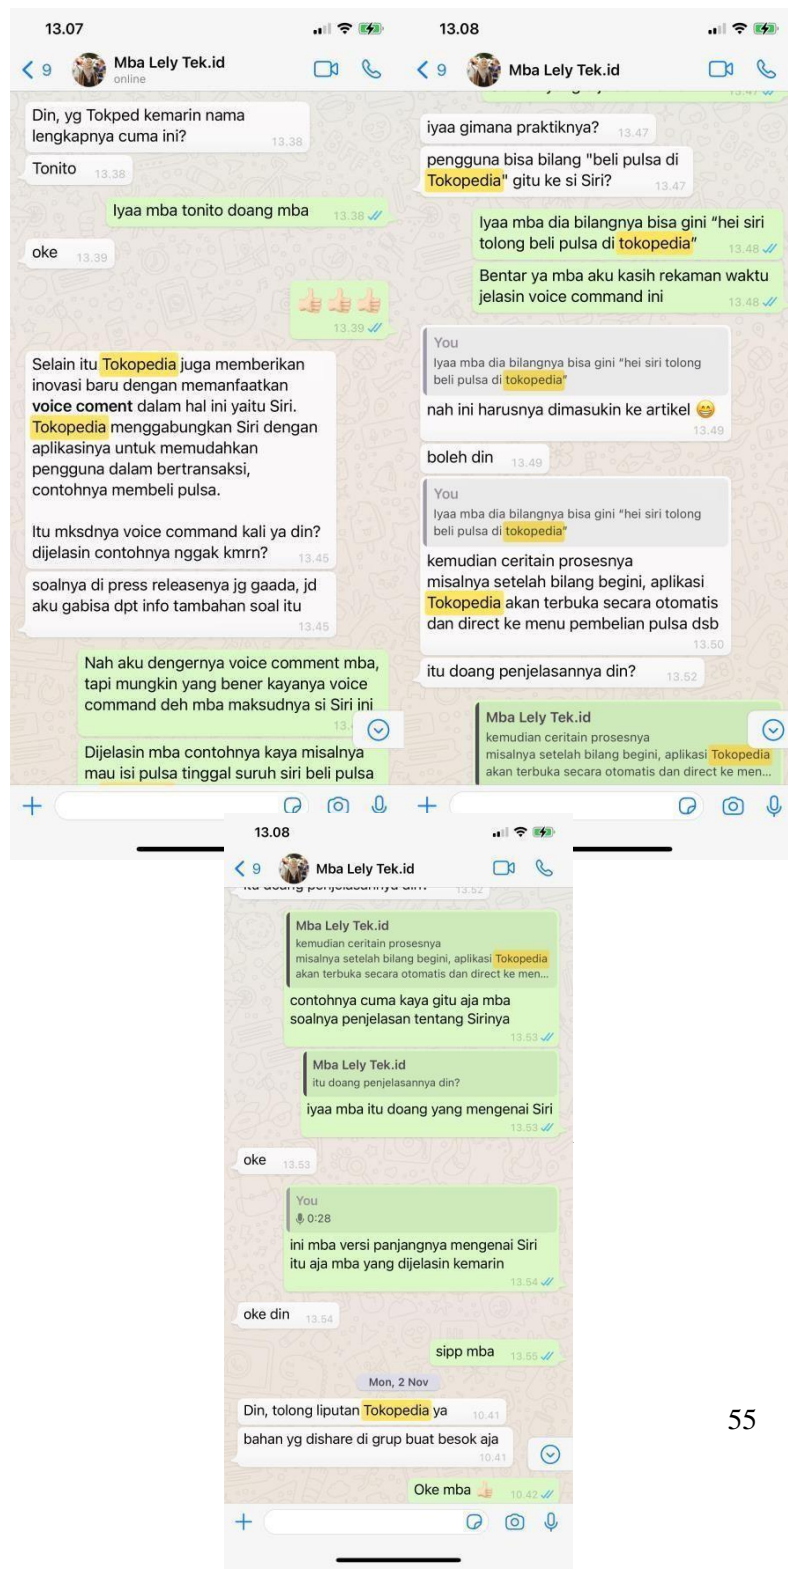 13.07
9
Mba Lely Tek.id
online
Din, yg Tokped kemarin nama
lengkapnya cuma ini?
13.38
Tonito
13.38
Iyaa mba tonito doang mba
13.38
oke
13.39
13.39
Selain itu Tokopedia juga memberikan
inovasi baru dengan memanfaatkan
voice coment dalam hal ini yaitu Siri.
Tokopedia menggabungkan Siri dengan
aplikasinya untuk memudahkan
pengguna dalam bertransaksi,
contohnya membeli pulsa.
Itu mksdnya voice command kali ya din?
dijelasin contohnya nggak kmrn?
13.45
soalnya di press releasenya jg gaada, jd
aku gabisa dpt info tambahan soal itu
13.45
Nah aku dengernya voice comment mba,
tapi mungkin yang bener kayanya voice
command deh mba maksudnya si Siri ini
Dijelasin mba contohnya kaya misalnya
mau isi pulsa tinggal suruh siri beli pulsa
13.08
9
Mba Lely Tek.id
13.47
iyaa gimana praktiknya?
13.47
pengguna bisa bilang "beli pulsa di
Tokopedia" gitu ke si Siri?
13.47
Iyaa mba dia bilangnya bisa gini “hei siri
tolong beli pulsa di tokopedia”
13.48
Bentar ya mba aku kasih rekaman waktu
jelasin voice command ini
13.48
You
Iyaa mba dia bilangnya bisa gini “hei siri tolong
beli pulsa di tokopedia”
nah ini harusnya dimasukin ke artikel
13.49
boleh din
13.49
You
Iyaa mba dia bilangnya bisa gini “hei siri tolong
beli pulsa di tokopedia”
kemudian ceritain prosesnya
misalnya setelah bilang begini, aplikasi
Tokopedia akan terbuka secara otomatis
dan direct ke menu pembelian pulsa dsb
13.50
itu doang penjelasannya din?
13.52
Mba Lely Tek.id
kemudian ceritain prosesnya
misalnya setelah bilang begini, aplikasi Tokopedia
akan terbuka secara otomatis dan direct ke men...
13.08
9
Mba Lely Tek.id
itu doang penjelasannya din?
13.52
Mba Lely Tek.id
kemudian ceritain prosesnya
misalnya setelah bilang begini, aplikasi Tokopedia
akan terbuka secara otomatis dan direct ke men...
contohnya cuma kaya gitu aja mba
soalnya penjelasan tentang Sirinya
13.53
Mba Lely Tek.id
itu doang penjelasannya din?
iyaa mba itu doang yang mengenai Siri
13.53
oke
13.53
You
0:28
ini mba versi panjangnya mengenai Siri
itu aja mba yang dijelasin kemarin
13.54
oke din
13.54
sipp mba
13.55
Mon, 2 Nov
Din, tolong liputan Tokopedia ya
10.41
bahan yg dishare di grup buat besok aja
10.41
Oke mba
10.42
55